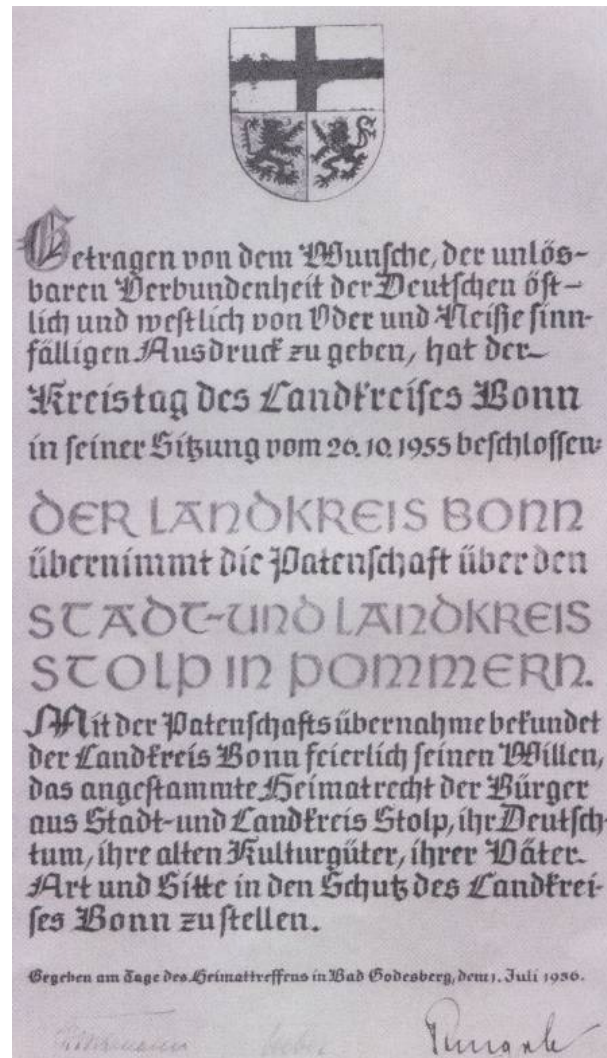 Getragen von dem Wunsche, der unlös-
baren Verbundenheit der Deutschen öst-
lich und westlich von Oder und Neiße sinn-
fälligen Ausdruck zu geben, hat der
Kreistag des Landkreises Bonn
in seiner Sitzung vom 26.10.1955 beschlossen:
DER LANDKREIS BONN
übernimmt die Patenschaft über den
STADT-UND LANDKREIS
STOLP IN POMMERN.
Mit der Patenschaftsübernahme bekundet
der Landkreis Bonn feierlich seinen Willen,
das angestammte Heimatrecht der Bürger
aus Stadt-und Landkreis Stolp, ihr Deutsch-
tum, ihre alten Kulturgüter, ihrer Väter
Art und Sitte in den Schutz des Landkrei-
ses Bonn zu stellen.
Gegeben am Tage des Heimattreffens in Bad Godesberg, dem 1. Juli 1956.